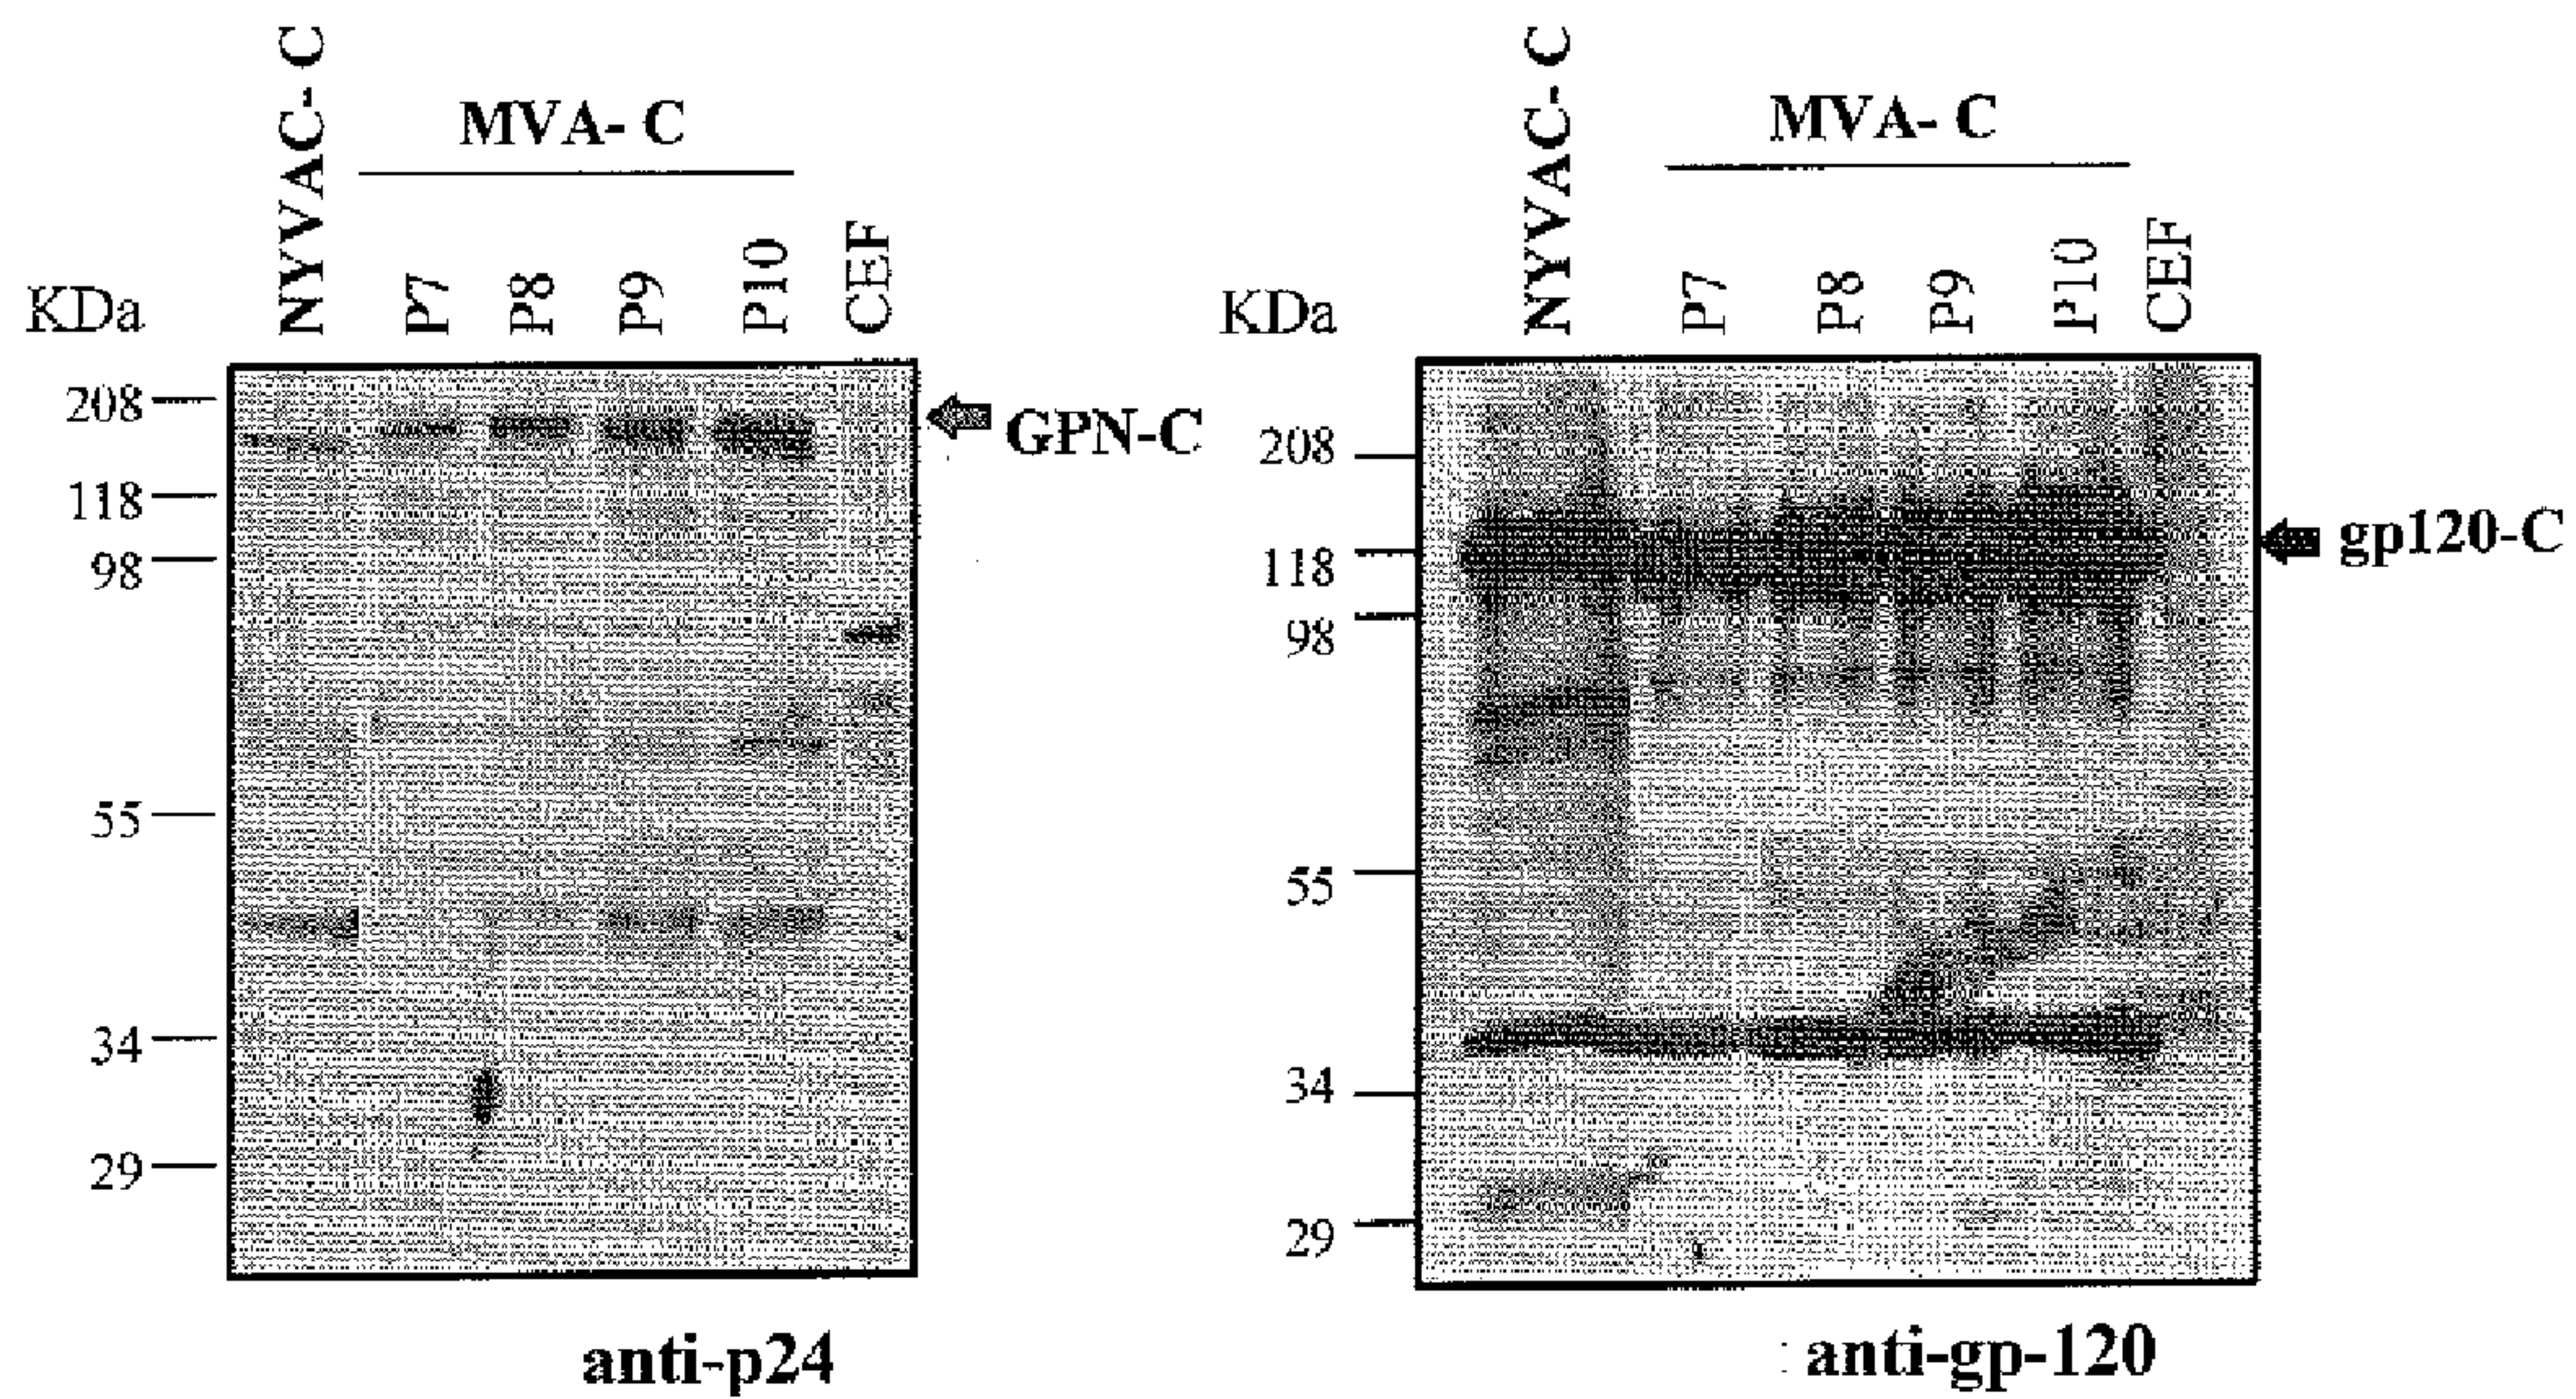 NYVAC- C
MVA- C
P7
P8
P9
P10
CEF
KDa
208
118
98
55
34
29
GPN-C
anti-p24
NYVAC- C
MVA- C
P7
P8
P9
P10
CEF
KDa
208
118
98
55
34
29
gp120-C
anti-gp-120